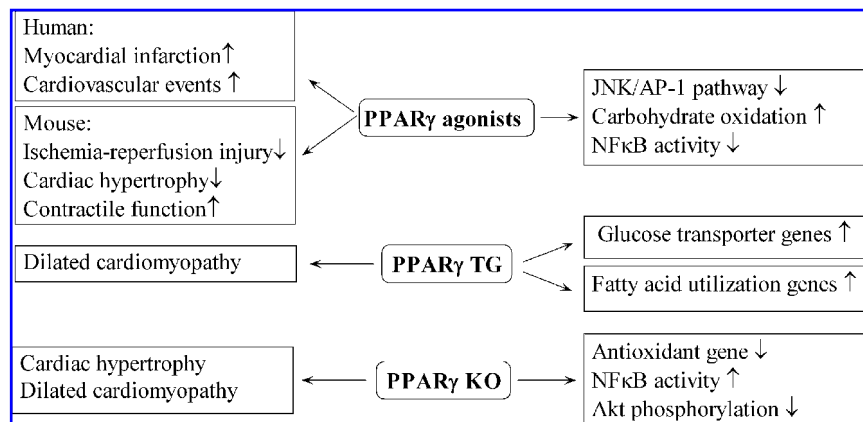 Human:
Myocardial infarction↑
Cardiovascular events ↑
Mouse:
Ischemia-reperfusion injury↓
Cardiac hypertrophy↓
Contractile function↑
PPARγ agonists
JNK/AP-1 pathway ↓
Carbohydrate oxidation ↑
NFκB activity ↓
Dilated cardiomyopathy
PPARγ TG
Glucose transporter genes ↑
Fatty acid utilization genes ↑
Cardiac hypertrophy
Dilated cardiomyopathy
PPARγ KO
Antioxidant gene ↓
NFκB activity ↑
Akt phosphorylation ↓